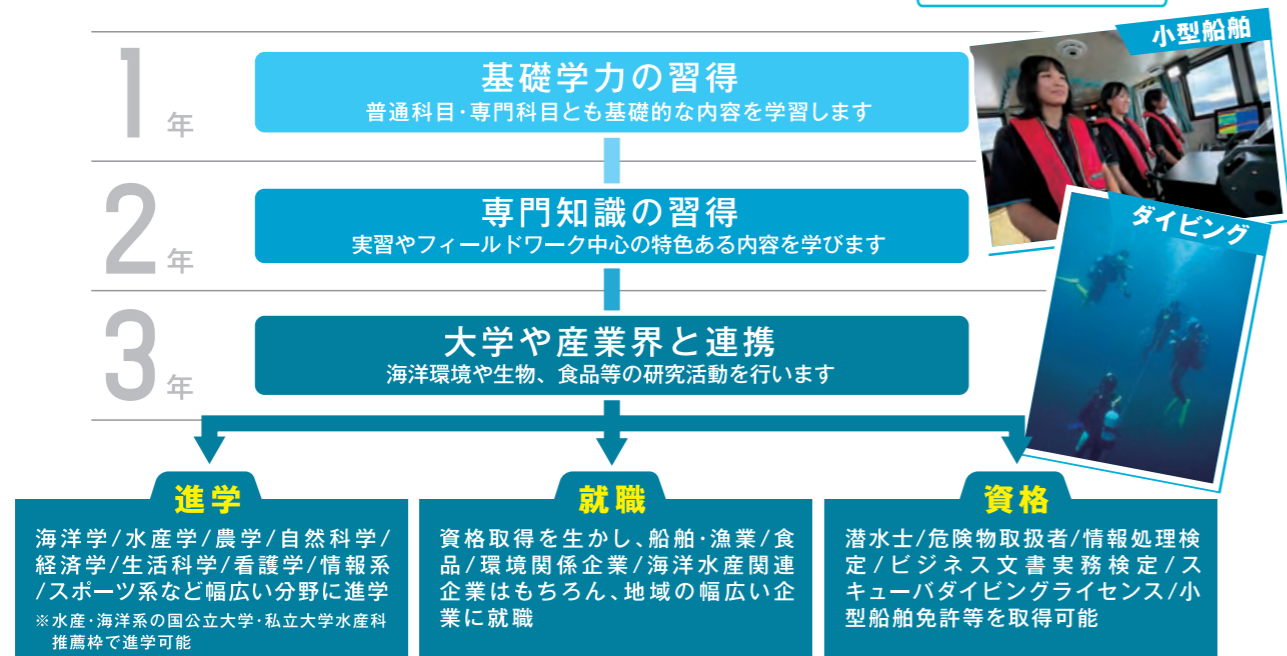 小型船舶
1年
基礎学力の習得
普通科目・専門科目とも基礎的な内容を学習します
2年
専門知識の習得
実習やフィールドワーク中心の特色ある内容を学びます
ダイビング
3年
大学や産業界と連携
海洋環境や生物、食品等の研究活動を行います
進学
海洋学/水産学/農学/自然科学/
経済学/生活科学/看護学/情報系
/スポーツ系など幅広い分野に進学
※水産・海洋系の国公立大学・私立大学水産科
推薦枠で進学可能
就職
資格取得を生かし、船舶・漁業/食
品/環境関係企業/海洋水産関連
企業はもちろん、地域の幅広い企
業に就職
資格
潜水士/危険物取扱者/情報処理検
定/ビジネス文書実務検定/ス
キューバダイビングライセンス/小
型船舶免許等を取得可能